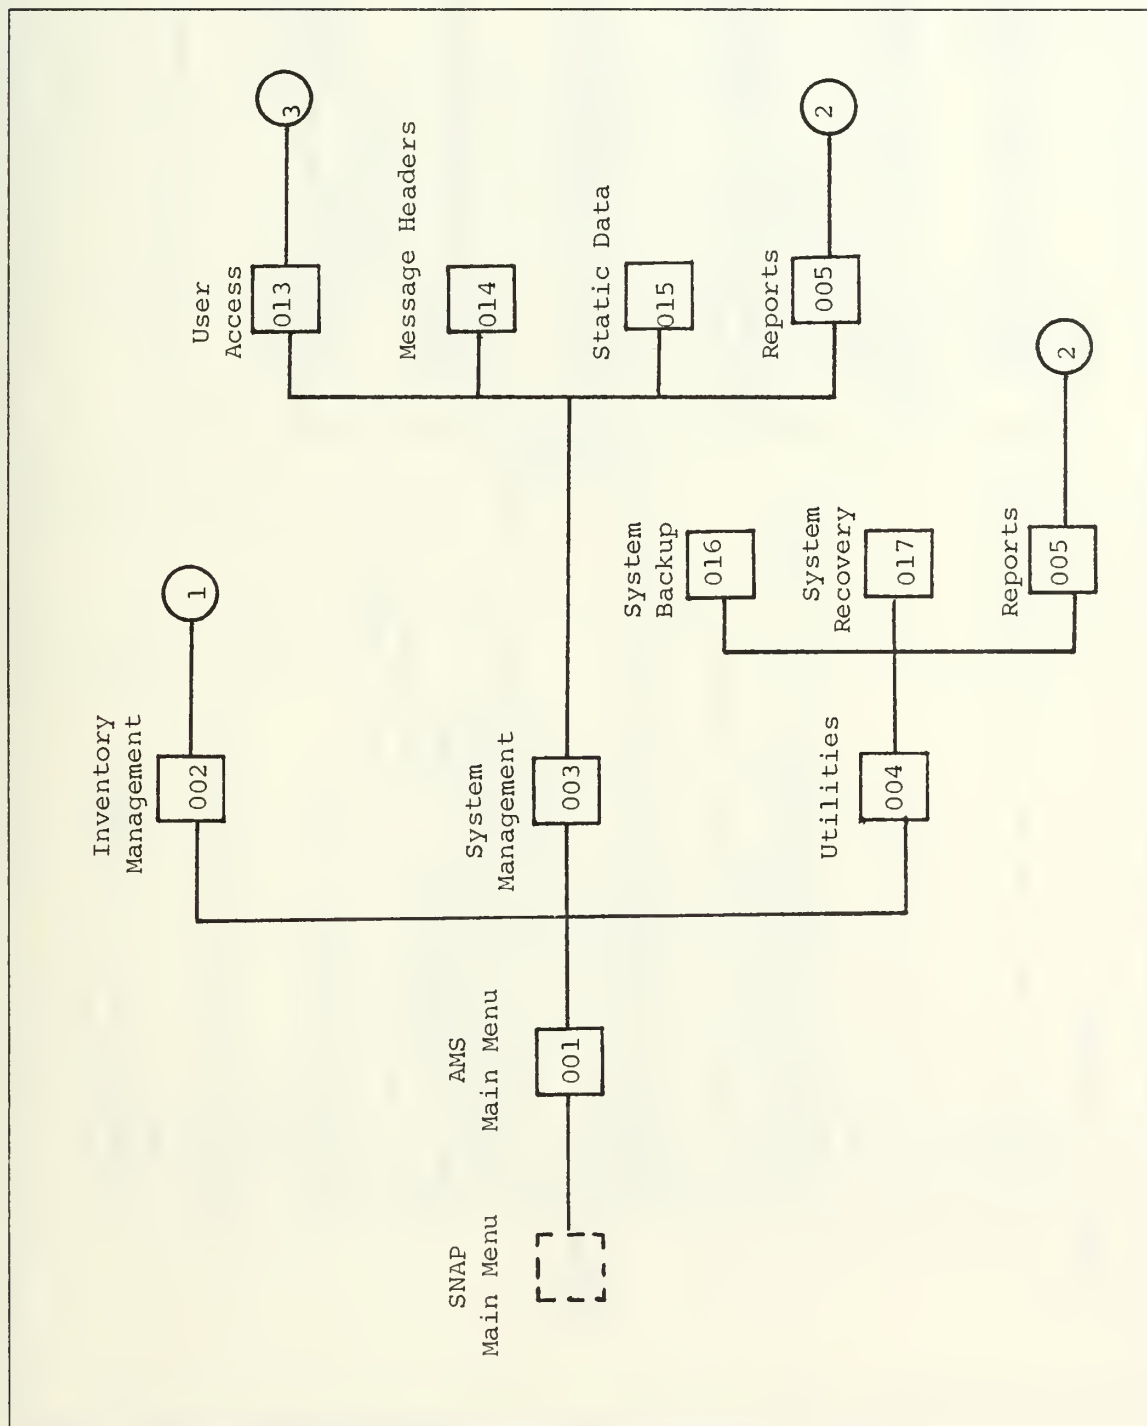 SNAP
Main Menu
AMS
Main Menu
001
Inventory
Management
002
1
System
Management
003
Utilities
004
User
Access
013
3
Message Headers
014
Static Data
015
Reports
005
2
System
Backup
016
System
Recovery
017
Reports
005
2